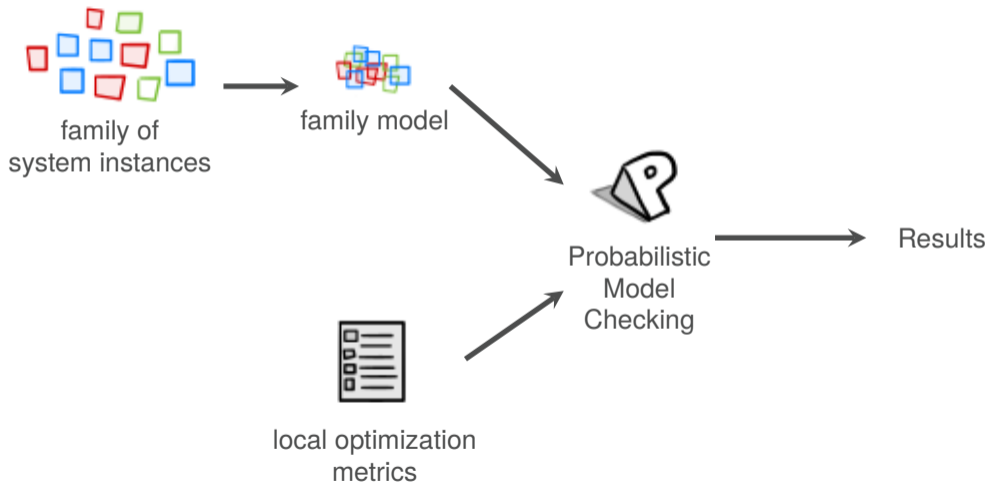 family of
system instances
family model
Probabilistic
Model
Checking
Results
local optimization
metrics